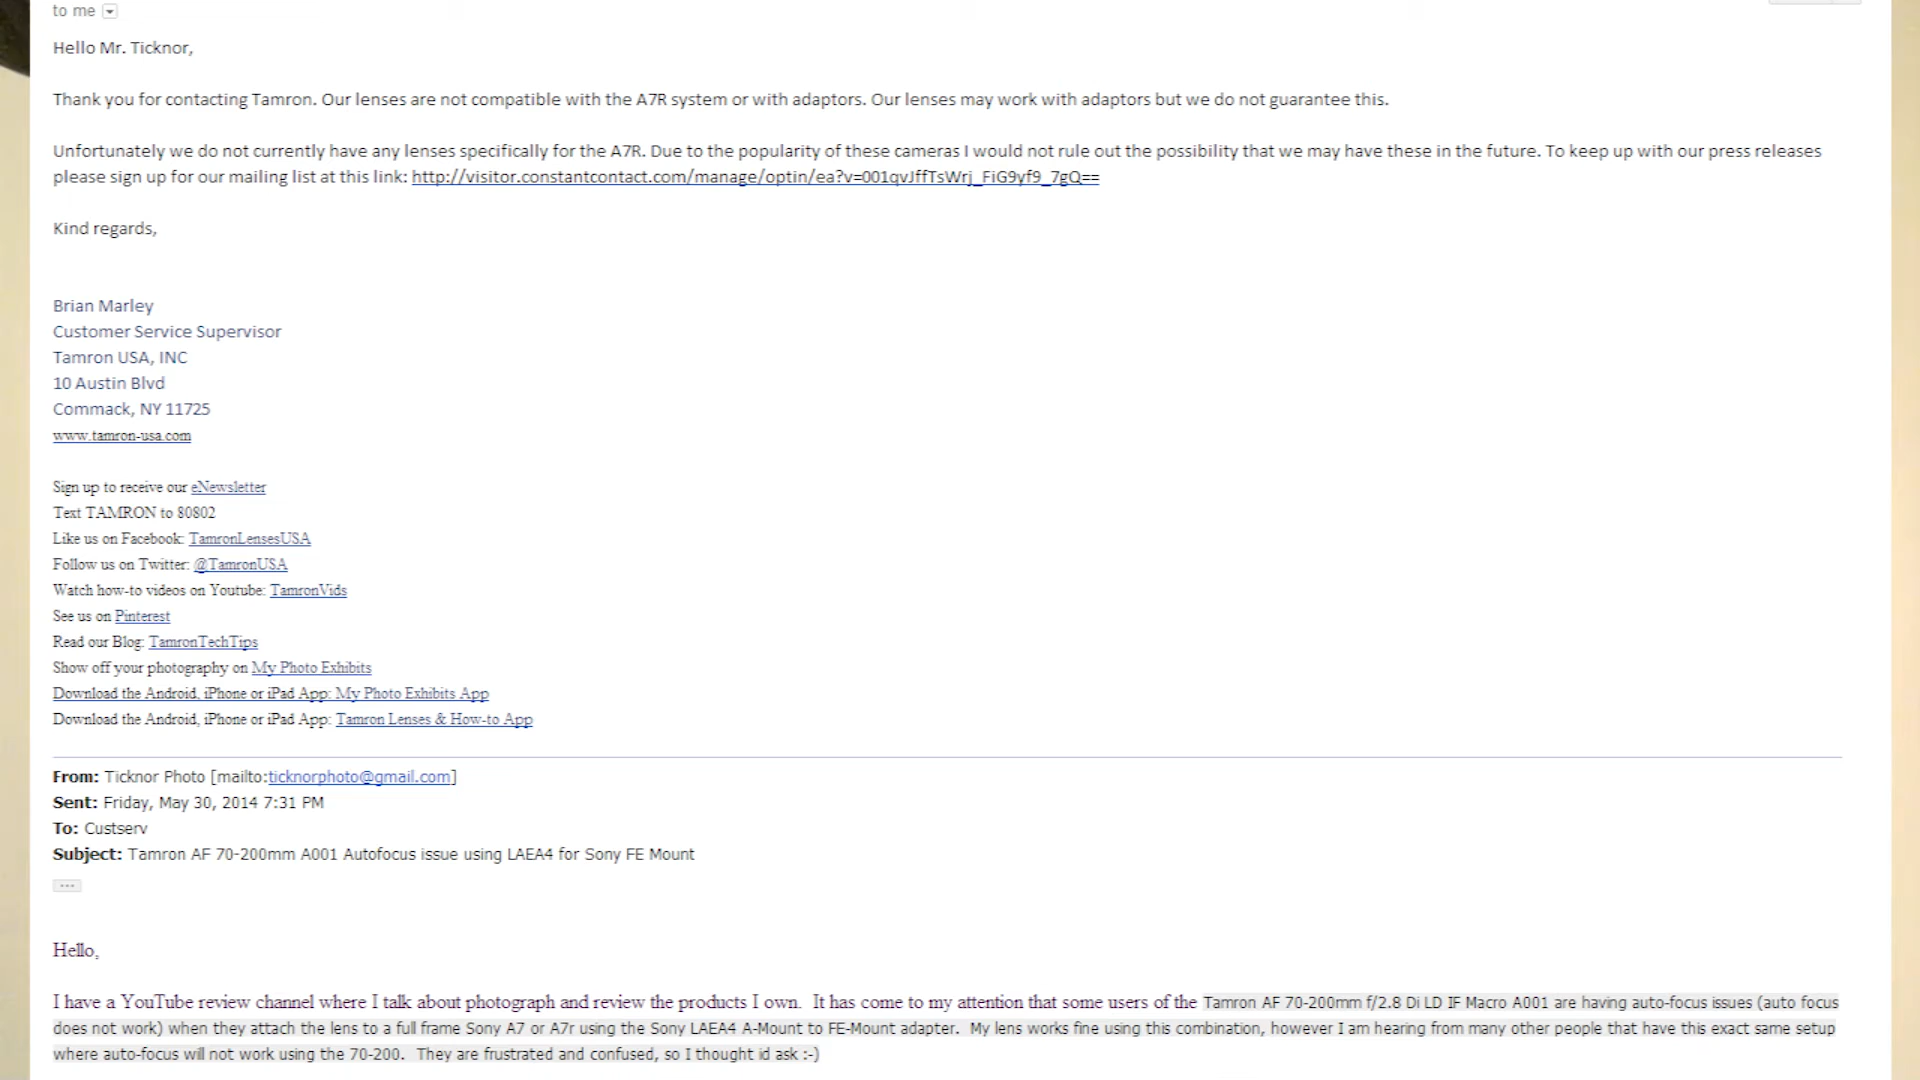 to me
Hello Mr. Ticknor,
Thank you for contacting Tamron. Our lenses are not compatible with the A7R system or with adaptors. Our lenses may work with adaptors but we do not guarantee this.
Unfortunately we do not currently have any lenses specifically for the A7R. Due to the popularity of these cameras I would not rule out the possibility that we may have these in the future. To keep up with our press releases
please sign up for our mailing list at this link: http://visitor.constantcontact.com/manage/optin/ea?v=001qvJffTsWrj_FiG9yf9_7gQ==
Kind regards,
Brian Marley
Customer Service Supervisor
Tamron USA, INC
10 Austin Blvd
Commack, NY 11725
www.tamron-usa.com
Sign up to receive our eNewsletter
Text TAMRON to 80802
Like us on Facebook: TamronLensesUSA
Follow us on Twitter: @TamronUSA
Watch how-to videos on Youtube: TamronVids
See us on Pinterest
Read our Blog: TamronTechTips
Show off your photography on My Photo Exhibits
Download the Android, iPhone or iPad App: My Photo Exhibits App
Download the Android, iPhone or iPad App: Tamron Lenses & How-to App
From: Ticknor Photo [mailto:ticknorphoto@gmail.com]
Sent: Friday, May 30, 2014 7:31 PM
To: Custserv
Subject: Tamron AF 70-200mm A001 Autofocus issue using LAEA4 for Sony FE Mount
...
Hello,
I have a YouTube review channel where I talk about photograph and review the products I own.  It has come to my attention that some users of the Tamron AF 70-200mm f/2.8 Di LD IF Macro A001 are having auto-focus issues (auto focus
does not work) when they attach the lens to a full frame Sony A7 or A7r using the Sony LAEA4 A-Mount to FE-Mount adapter.  My lens works fine using this combination, however I am hearing from many other people that have this exact same setup
where auto-focus will not work using the 70-200.  They are frustrated and confused, so I thought id ask :-)